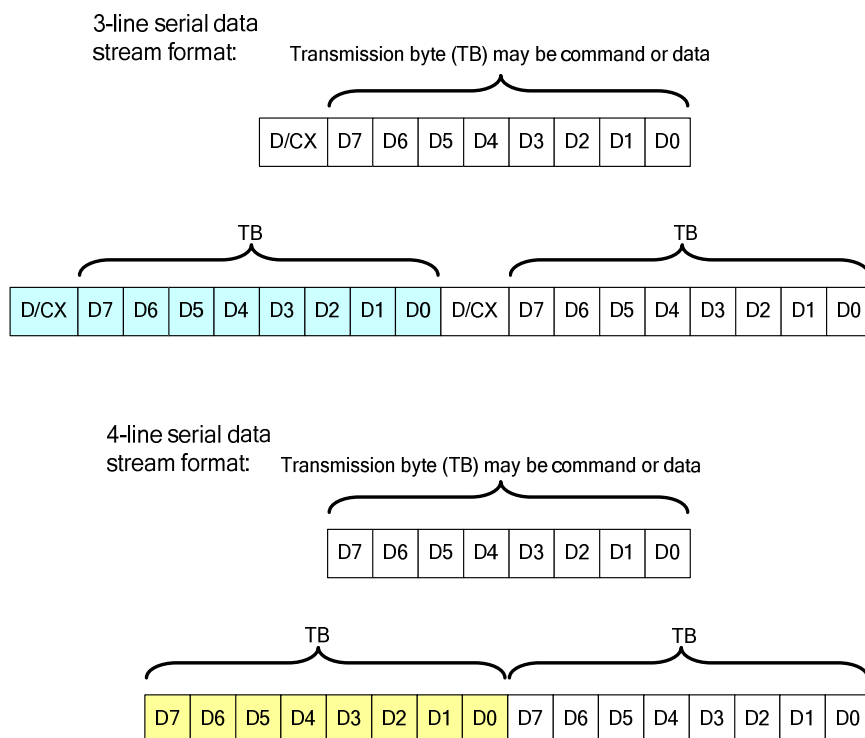 3-line serial data
stream format:
Transmission byte (TB) may be command or data
D/CX D7 D6 D5 D4 D3 D2 D1 D0
TB TB
D/CX D7 D6 D5 D4 D3 D2 D1 D0 D/CX D7 D6 D5 D4 D3 D2 D1 D0
4-line serial data
stream format:
Transmission byte (TB) may be command or data
D7 D6 D5 D4 D3 D2 D1 D0
TB TB
D7 D6 D5 D4 D3 D2 D1 D0 D7 D6 D5 D4 D3 D2 D1 D0